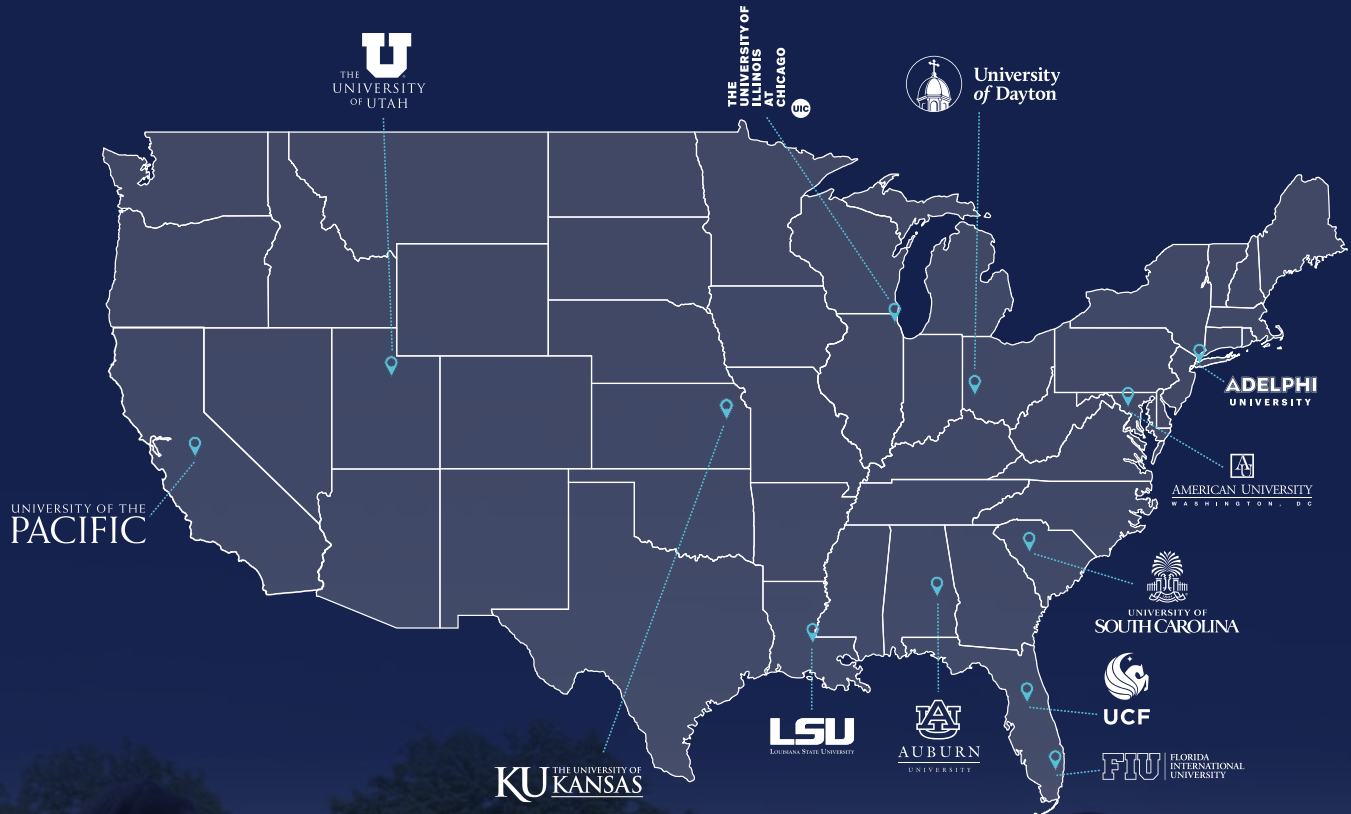 U
THE
UNIVERSITY
OF UTAH
THE
UNIVERSITY OF
ILLINOIS
AT
CHICAGO
UIC
University
of Dayton
ADELPHI
UNIVERSITY
AU
AMERICAN UNIVERSITY
WASHINGTON, DC
UNIVERSITY OF THE
PACIFIC
UNIVERSITY OF
SOUTH CAROLINA
UCF
LSU
LOUISIANA STATE UNIVERSITY
AU
AUBURN
UNIVERSITY
FIU
FLORIDA
INTERNATIONAL
UNIVERSITY
KU THE UNIVERSITY OF
KANSAS